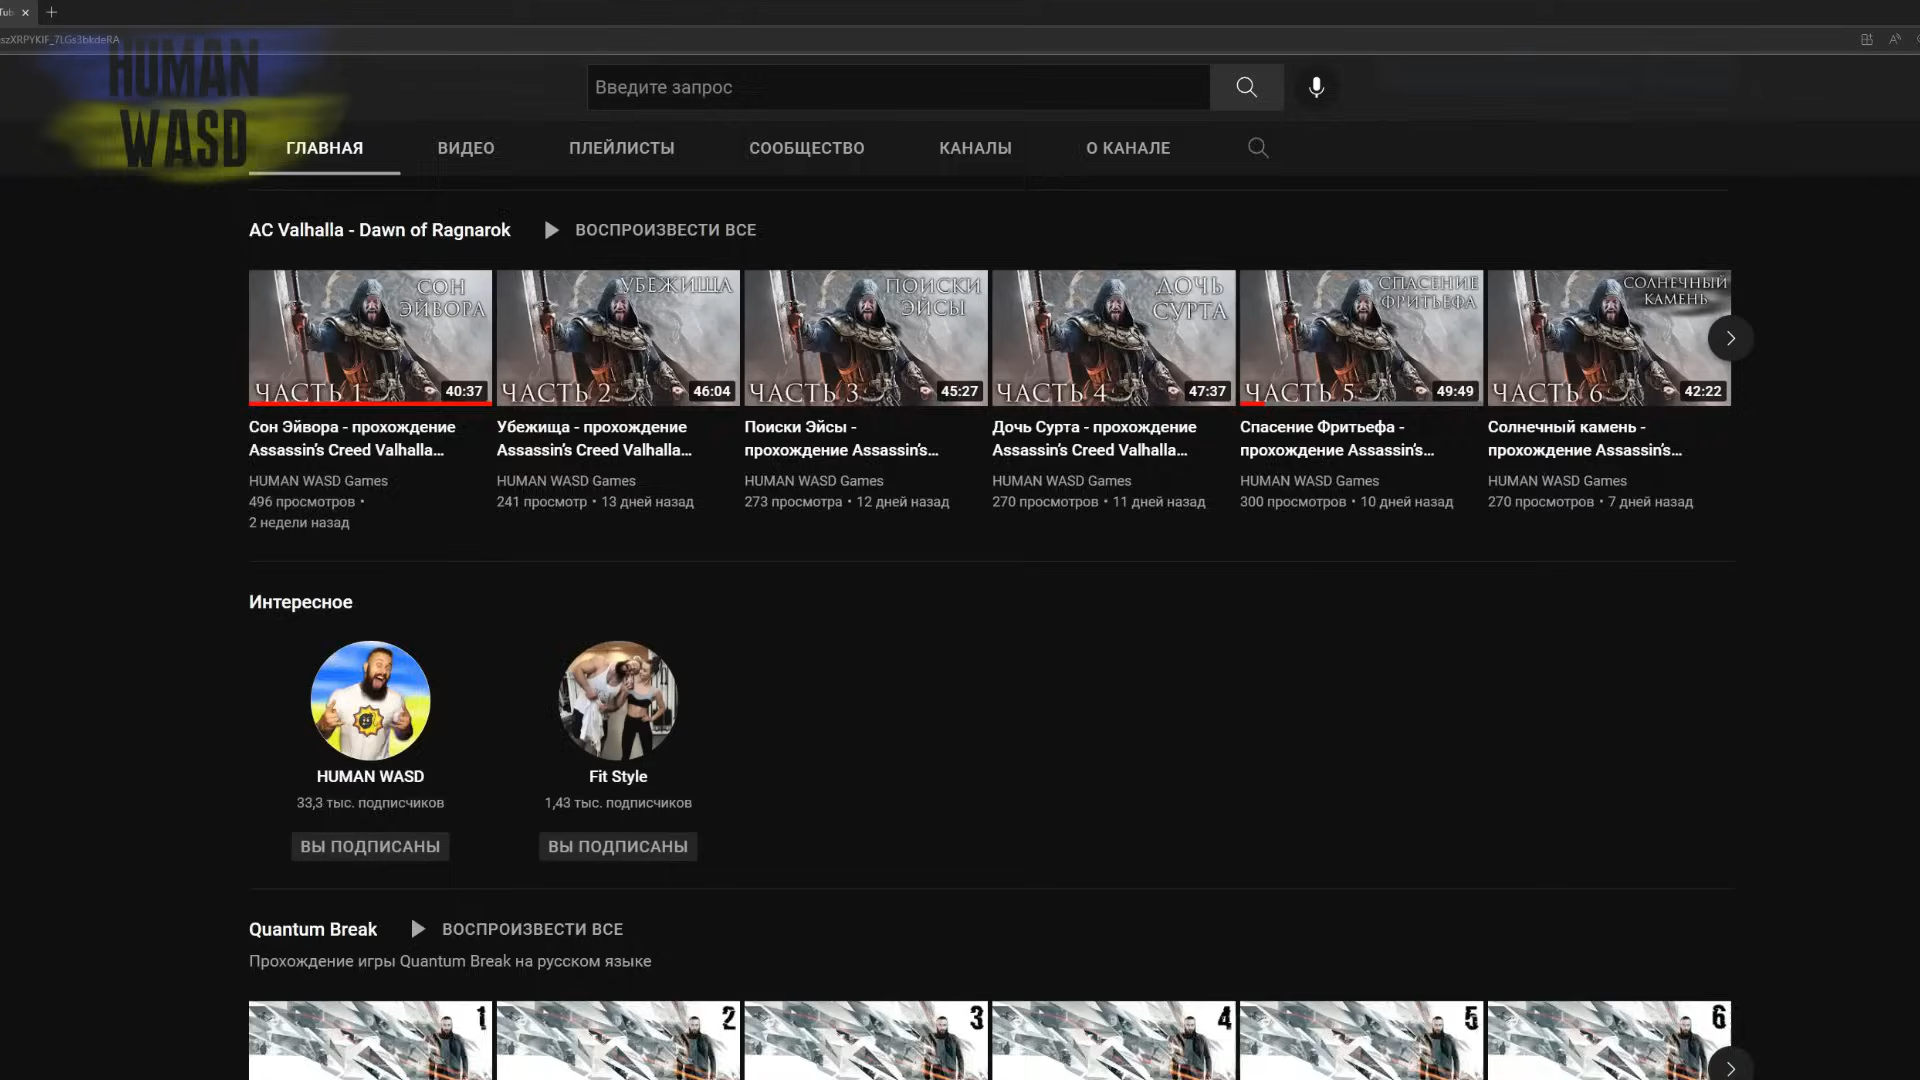 szXRPYKIF_7LGs3bkdeRA
HUMAN
WASD
Введите запрос
ГЛАВНАЯ
ВИДЕО
ПЛЕЙЛИСТЫ
СООБЩЕСТВО
КАНАЛЫ
О КАНАЛЕ
AC Valhalla - Dawn of Ragnarok
ВОСПРОИЗВЕСТИ ВСЕ
СОН
ЭЙВОРА
ЧАСТЬ 1
40:37
УБЕЖИЩА
ЧАСТЬ 2
46:04
ПОИСКИ
ЭЙСЫ
ЧАСТЬ 3
45:27
ДОЧЬ
СУРТА
ЧАСТЬ 4
47:37
СПАСЕНИЕ
ФРИТЬЕФА
ЧАСТЬ 5
49:49
СОЛНЕЧНЫЙ
КАМЕНЬ
ЧАСТЬ 6
42:22
Сон Эйвора - прохождение
Assassin's Creed Valhalla...
HUMAN WASD Games
496 просмотров •
2 недели назад
Убежища - прохождение
Assassin's Creed Valhalla...
HUMAN WASD Games
241 просмотр • 13 дней назад
Поиски Эйсы -
прохождение Assassin's...
HUMAN WASD Games
273 просмотра • 12 дней назад
Дочь Сурта - прохождение
Assassin's Creed Valhalla...
HUMAN WASD Games
270 просмотров • 11 дней назад
Спасение Фритьефа -
прохождение Assassin's...
HUMAN WASD Games
300 просмотров • 10 дней назад
Солнечный камень -
прохождение Assassin's...
HUMAN WASD Games
270 просмотров • 7 дней назад
Интересное
HUMAN WASD
33,3 тыс. подписчиков
ВЫ ПОДПИСАНЫ
Fit Style
1,43 тыс. подписчиков
ВЫ ПОДПИСАНЫ
Quantum Break
ВОСПРОИЗВЕСТИ ВСЕ
Прохождение игры Quantum Break на русском языке
1
2
3
4
5
6